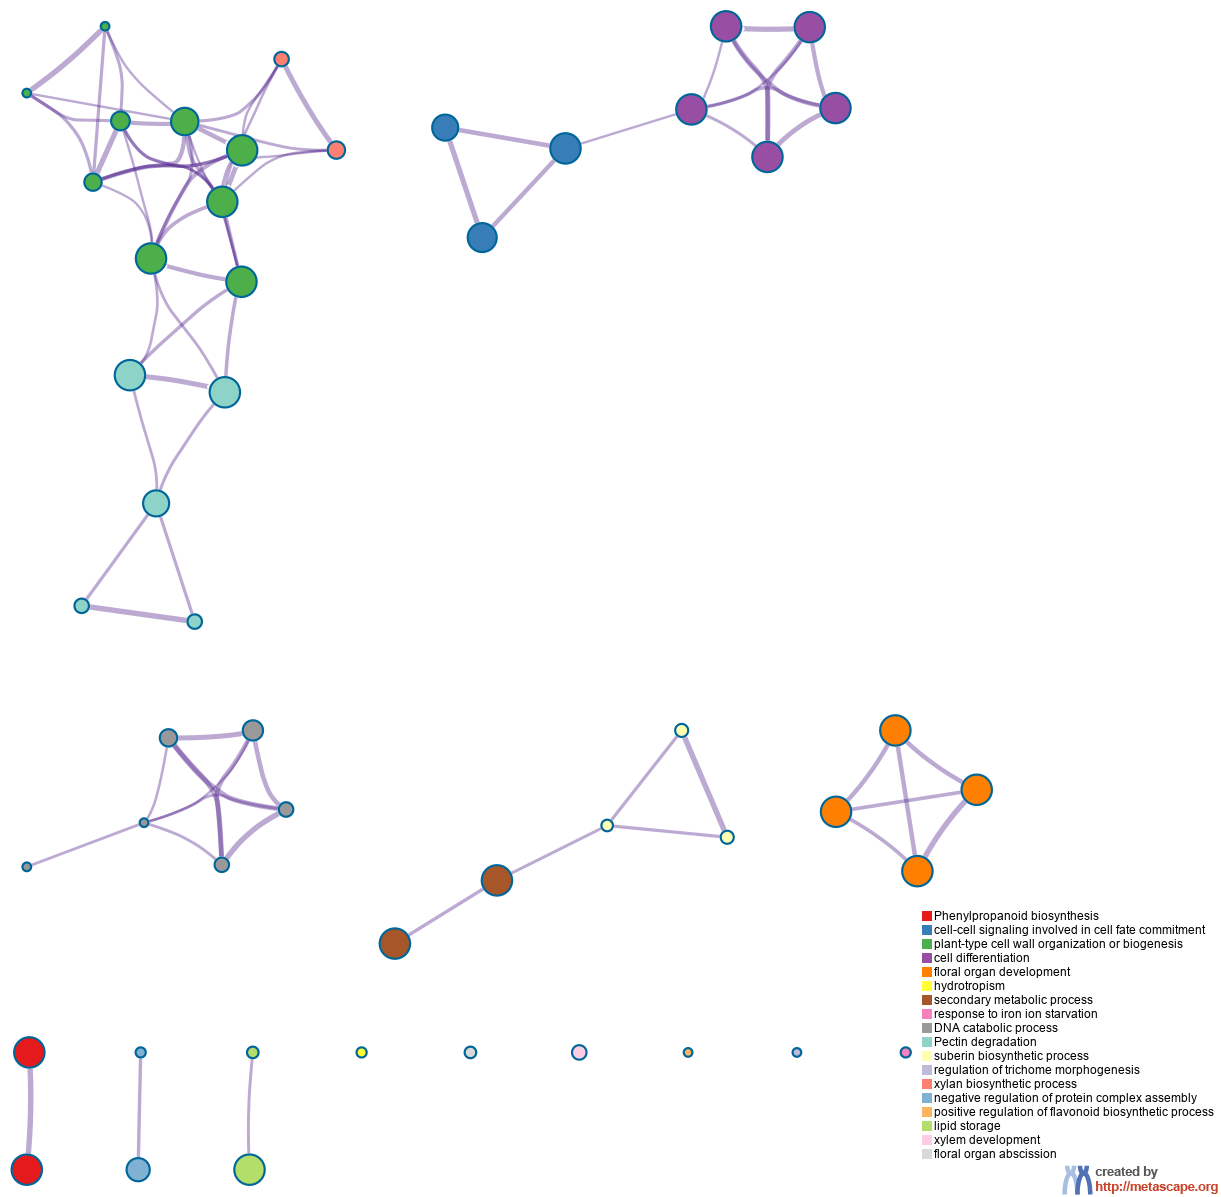 Phenylpropanoid biosynthesis
cell-cell signaling involved in cell fate commitment
plant-type cell wall organization or biogenesis
cell differentiation
floral organ development
hydrotropism
secondary metabolic process
response to iron ion starvation
DNA catabolic process
Pectin degradation
suberin biosynthetic process
regulation of trichome morphogenesis
xylan biosynthetic process
negative regulation of protein complex assembly
positive regulation of flavonoid biosynthetic process
lipid storage
xylem development
floral organ abscission
created by
http://metascape.org